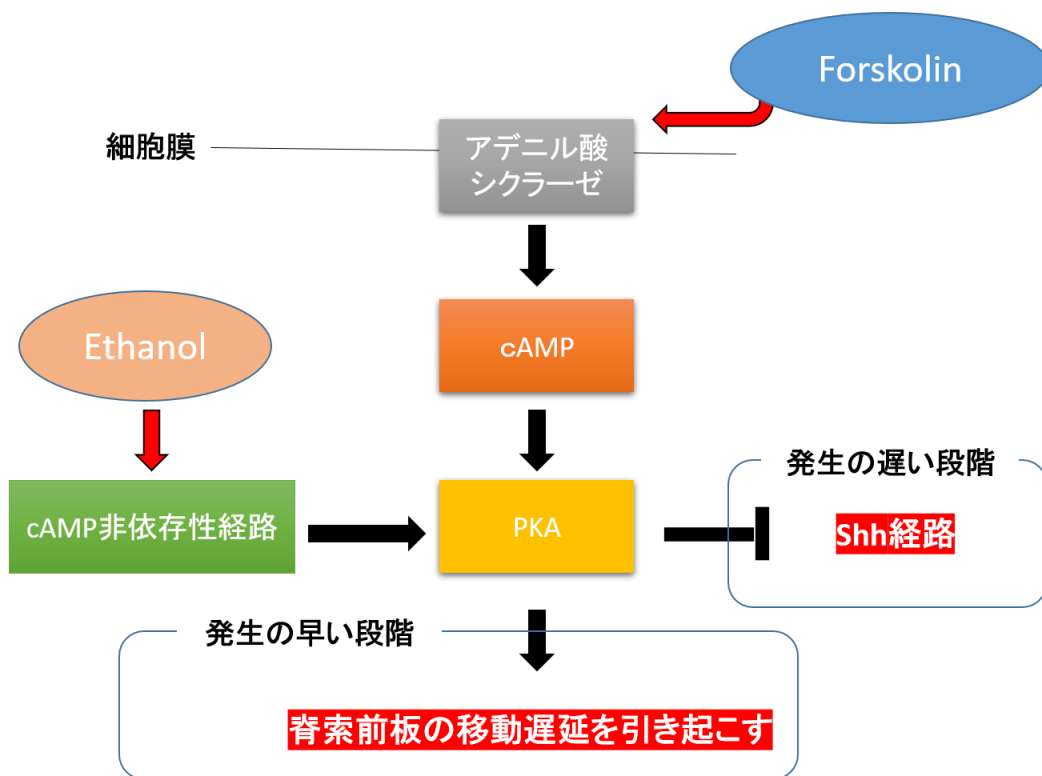 Forskolin
細胞膜
アデニル酸
シクラーゼ
Ethanol
cAMP
発生の遅い段階
cAMP非依存性経路
PKA
Shh経路
発生の早い段階
脊索前板の移動遅延を引き起こす